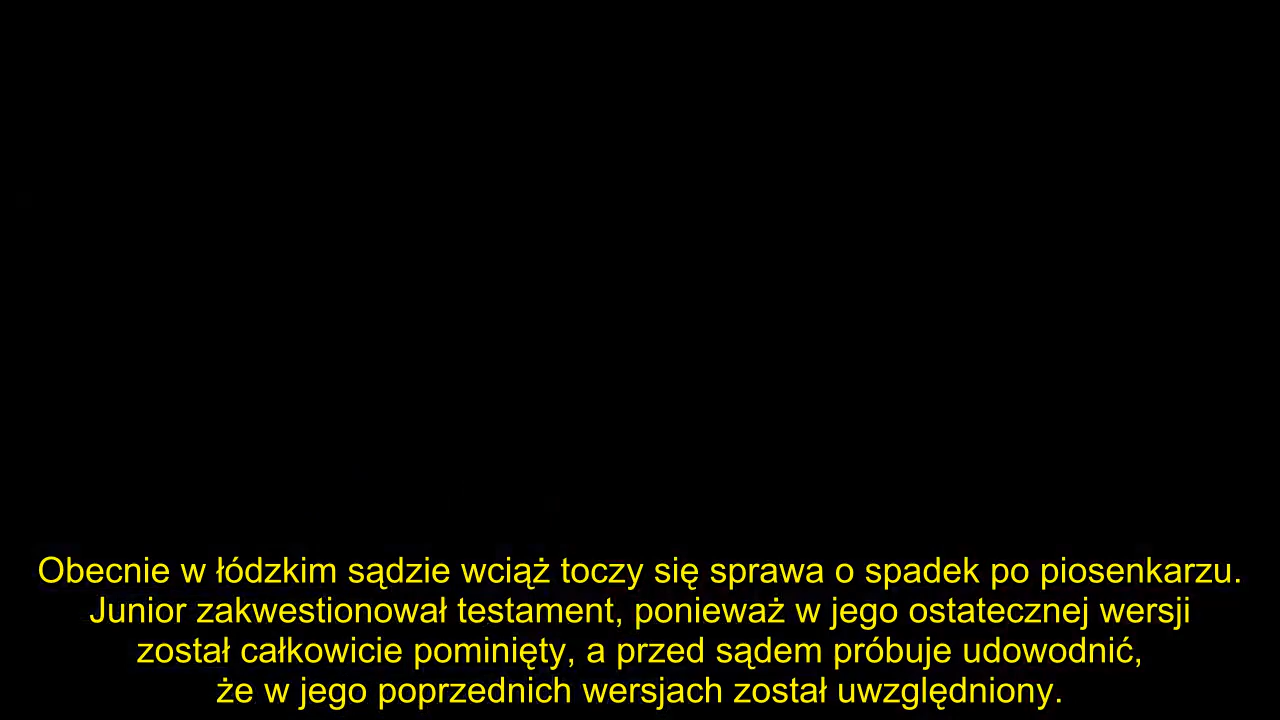 Obecnie w łódzkim sądzie wciąż toczy się sprawa o spadek po piosenkarzu.
Junior zakwestionował testament, ponieważ w jego ostatecznej wersji
został całkowicie pominięty, a przed sądem próbuje udowodnić,
że w jego poprzednich wersjach został uwzględniony.